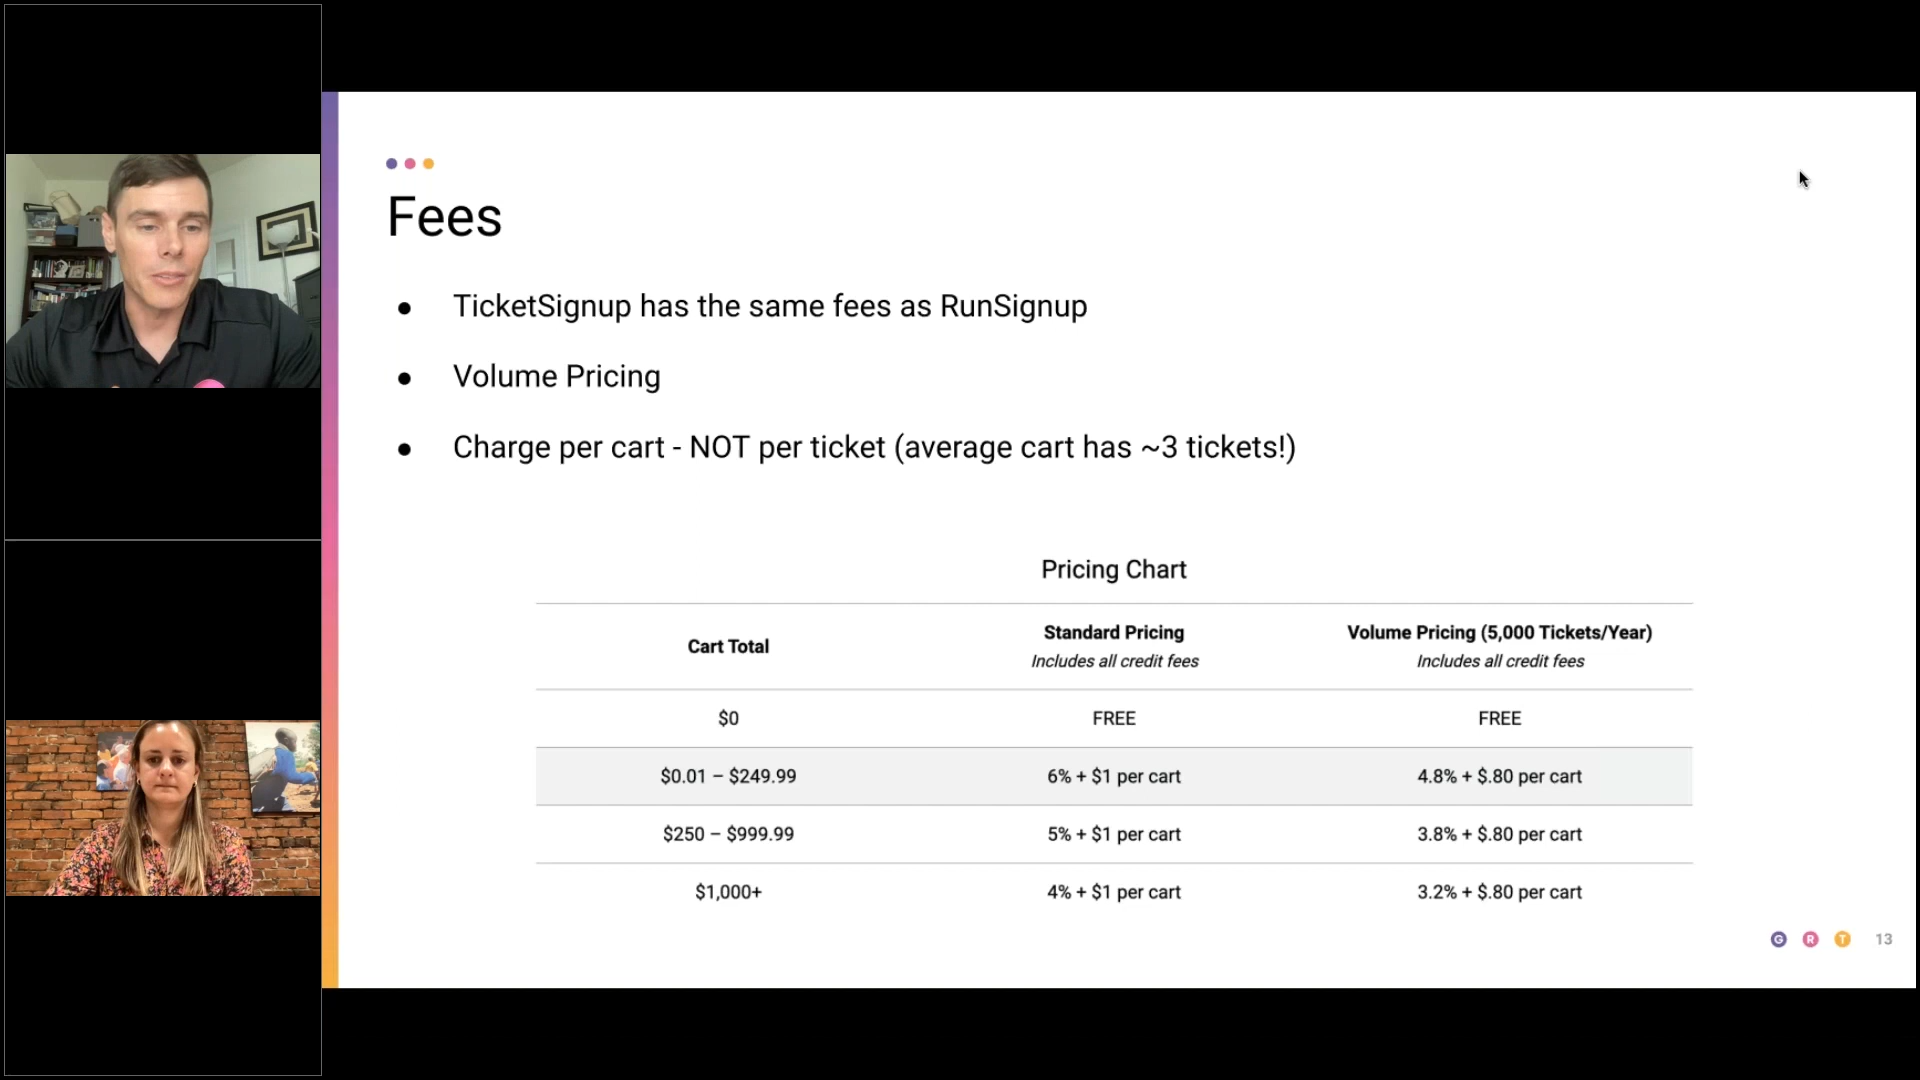 Fees
● TicketSignup has the same fees as RunSignup
● Volume Pricing
● Charge per cart - NOT per ticket (average cart has ~3 tickets!)
Pricing Chart
Cart Total
Standard Pricing
Includes all credit fees
Volume Pricing (5,000 Tickets/Year)
Includes all credit fees
$0 FREE FREE
$0.01 – $249.99 6% + $1 per cart 4.8% + $.80 per cart
$250 – $999.99 5% + $1 per cart 3.8% + $.80 per cart
$1,000+ 4% + $1 per cart 3.2% + $.80 per cart
G R T 13